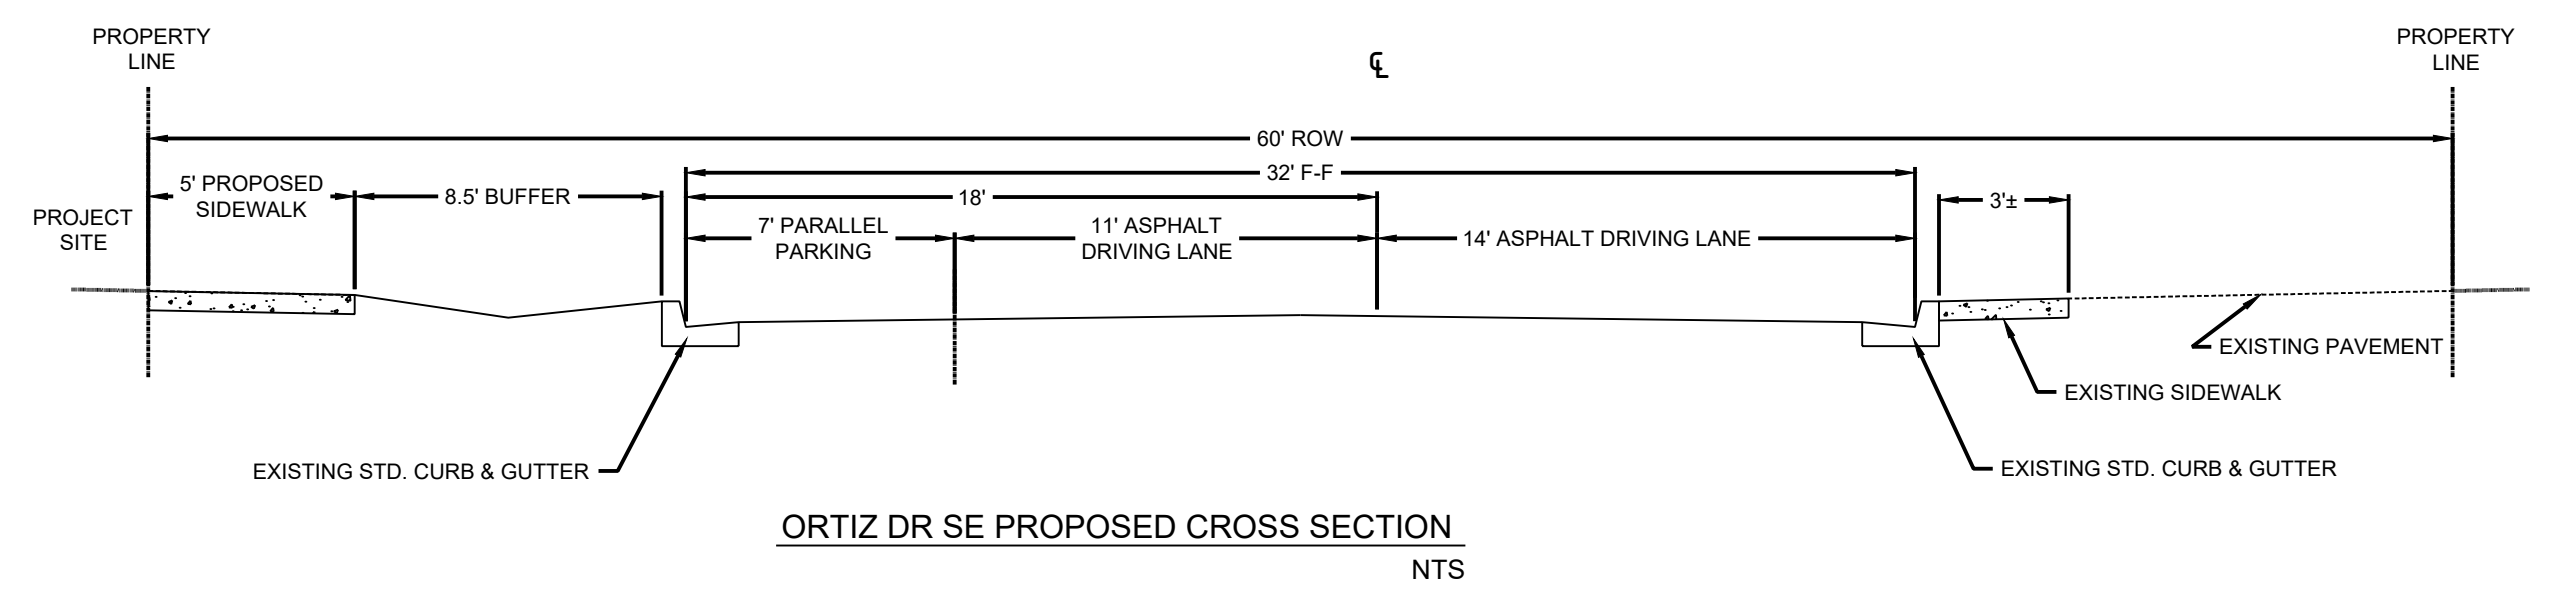 PROPERTY
LINE
℄
PROPERTY
LINE
60' ROW
32' F-F
5' PROPOSED
SIDEWALK
8.5' BUFFER
18'
3'±
PROJECT
SITE
7' PARALLEL
PARKING
11' ASPHALT
DRIVING LANE
14' ASPHALT DRIVING LANE
EXISTING PAVEMENT
EXISTING SIDEWALK
EXISTING STD. CURB & GUTTER
EXISTING STD. CURB & GUTTER
ORTIZ DR SE PROPOSED CROSS SECTION
NTS